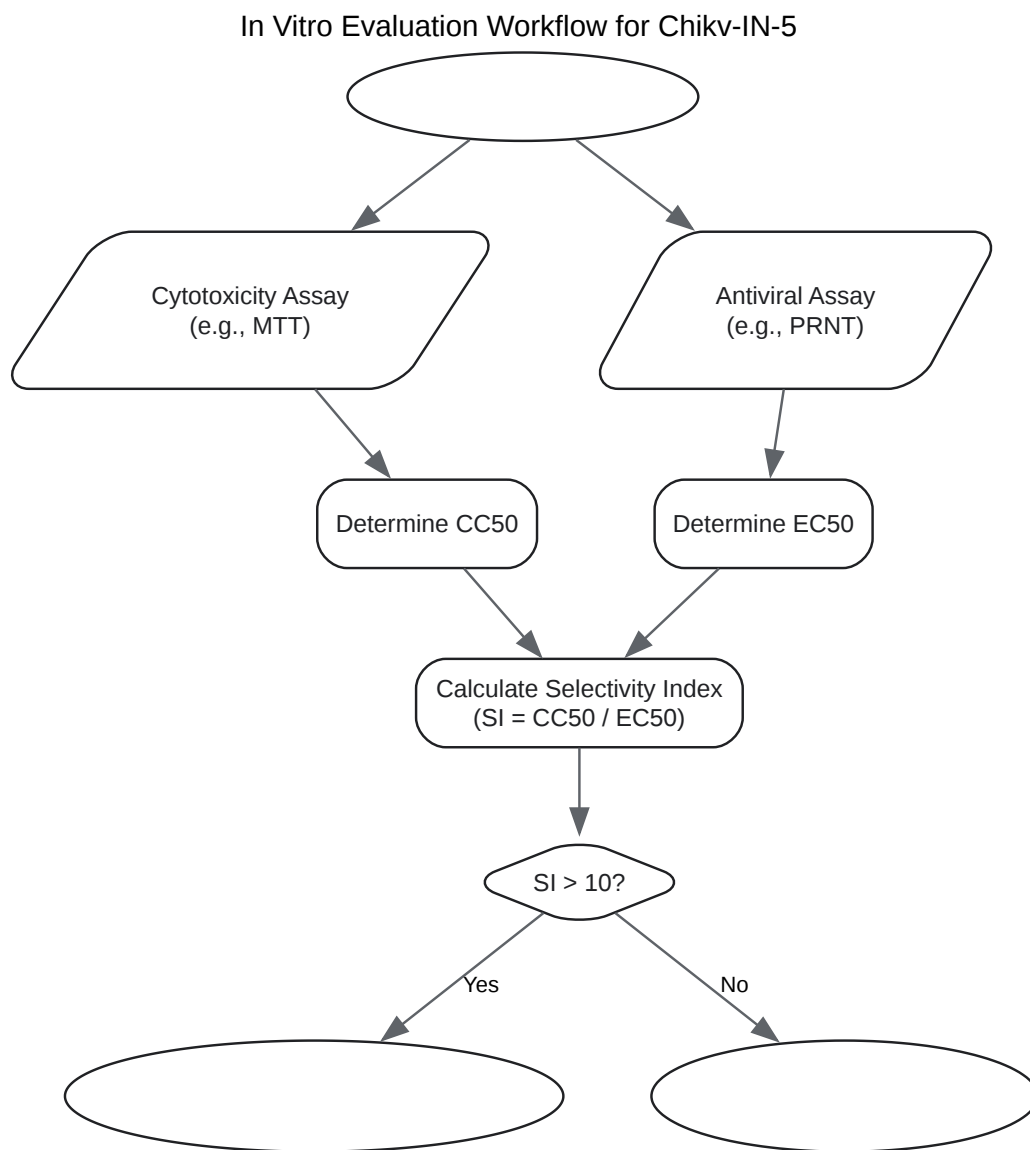 In Vitro Evaluation Workflow for Chikv-IN-5
Cytotoxicity Assay
(e.g., MTT)
Antiviral Assay
(e.g., PRNT)
Determine CC50
Determine EC50
Calculate Selectivity Index
(SI = CC50 / EC50)
SI > 10?
Yes
No